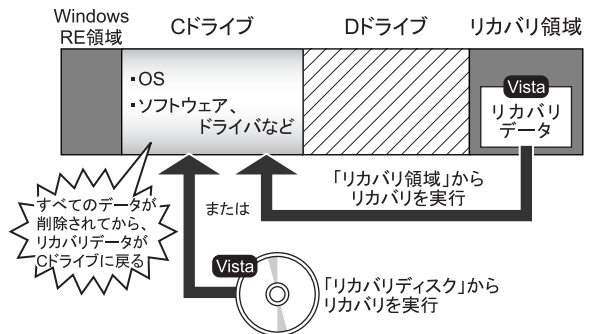 Windows
RE領域
Cドライブ
Dドライブ
リカバリ領域
・OS
・ソフトウェア、
ドライバなど
Vista
リカバリ
データ
「リカバリ領域」から
リカバリを実行
すべてのデータが
削除されてから、
リカバリデータが
Cドライブに戻る
または
Vista
「リカバリディスク」から
リカバリを実行